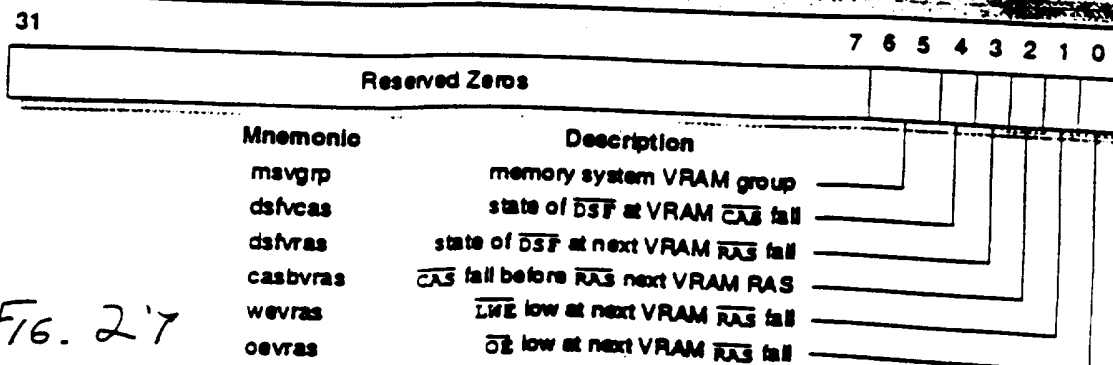 31 7 6 5 4 3 2 1 0
Reserved Zeros
Mnemonic Description
msvgrp memory system VRAM group
dsfvcas state of DSF at VRAM CAS fall
dsfvras state of DSF at next VRAM RAS fall
casbvras CAS fall before RAS next VRAM RAS
wevras LWE low at next VRAM RAS fall
oevras OE low at next VRAM RAS fall
FIG. 27